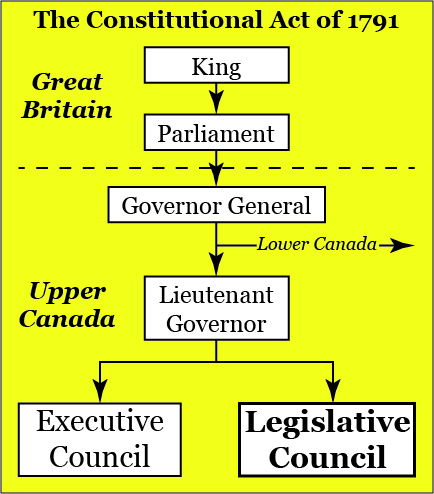 The Constitutional Act of 1791
King
Great
Britain
Parliament
Governor General
Lower Canada
Upper
Canada
Lieutenant
Governor
Executive
Council
Legislative
Council